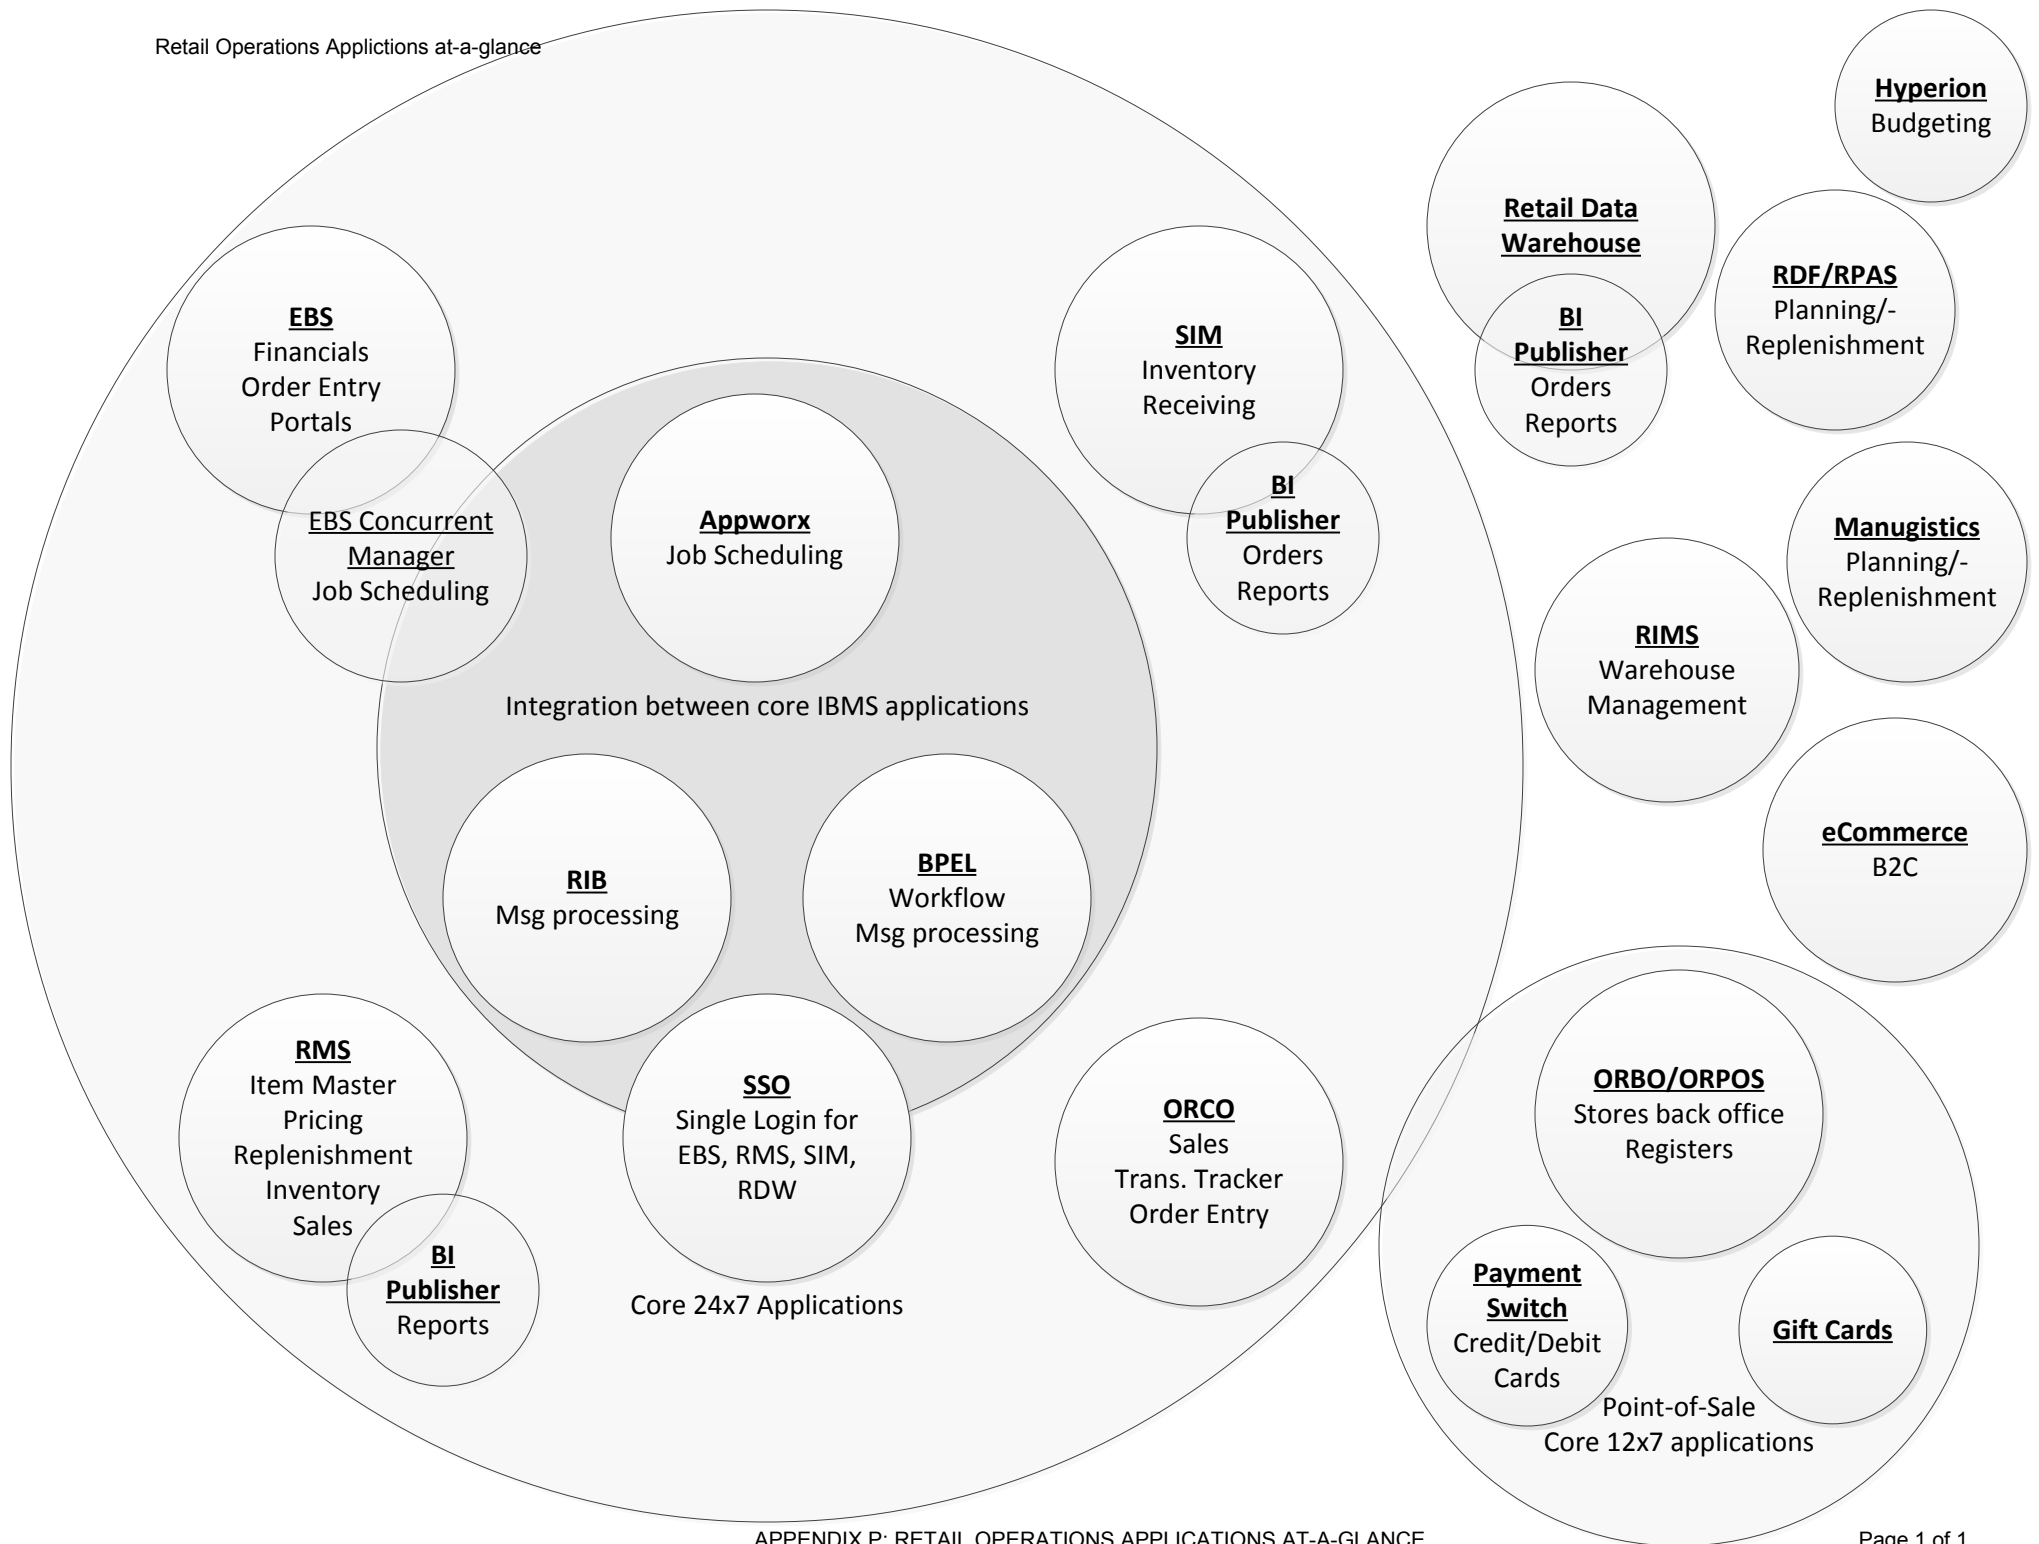 Retail Operations Applictions at-a-glance
Hyperion
Budgeting
Retail Data
Warehouse
BI
Publisher
Orders
Reports
RDF/RPAS
Planning/-
Replenishment
EBS
Financials
Order Entry
Portals
EBS Concurrent
Manager
Job Scheduling
Appworx
Job Scheduling
SIM
Inventory
Receiving
BI
Publisher
Orders
Reports
Manugistics
Planning/-
Replenishment
RIMS
Warehouse
Management
Integration between core IBMS applications
RIB
Msg processing
BPEL
Workflow
Msg processing
eCommerce
B2C
RMS
Item Master
Pricing
Replenishment
Inventory
Sales
BI
Publisher
Reports
SSO
Single Login for
EBS, RMS, SIM,
RDW
Core 24x7 Applications
ORCO
Sales
Trans. Tracker
Order Entry
ORBO/ORPOS
Stores back office
Registers
Payment
Switch
Credit/Debit
Cards
Gift Cards
Point-of-Sale
Core 12x7 applications
APPENDIX P: RETAIL OPERATIONS APPLICATIONS AT-A-GLANCE
Page 1 of 1